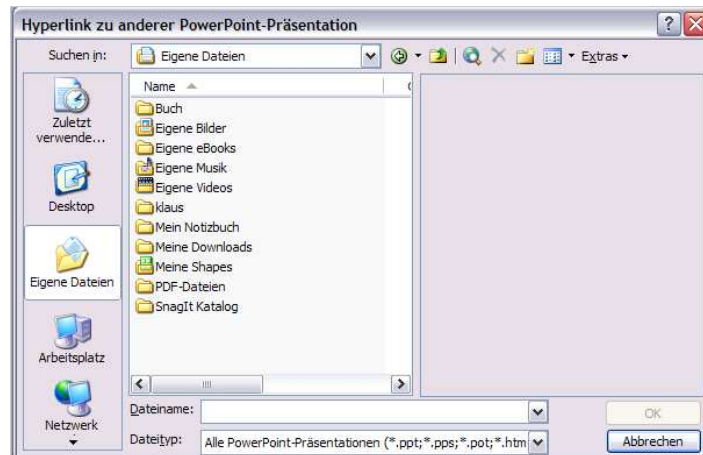 Hyperlink zu anderer PowerPoint-Präsentation
Suchen in:
Eigene Dateien
Extras
Name
Zuletzt
verwende...
Desktop
Eigene Dateien
Arbeitsplatz
Netzwerk
Buch
Eigene Bilder
Eigene eBooks
Eigene Musik
Eigene Videos
klaus
Mein Notizbuch
Meine Downloads
Meine Shapes
PDF-Dateien
SnagIt Katalog
Dateiname:
OK
Dateityp:
Alle PowerPoint-Präsentationen (*.ppt;*.pps;*.pot;*.htm
Abbrechen